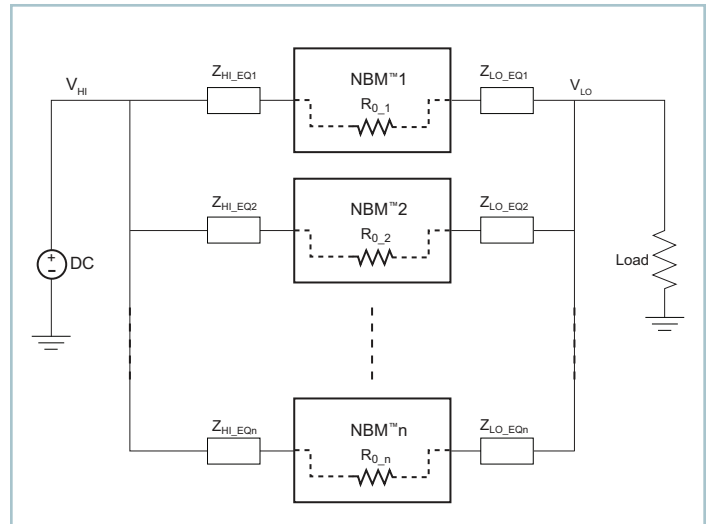 Z_HI_EQ1 NBM™1 Z_LO_EQ1
V_HI R_0_1 V_LO
Z_HI_EQ2 NBM™2 Z_LO_EQ2
R_0_2
+
− DC Load
Z_HI_EQn NBM™n Z_LO_EQn
R_0_n